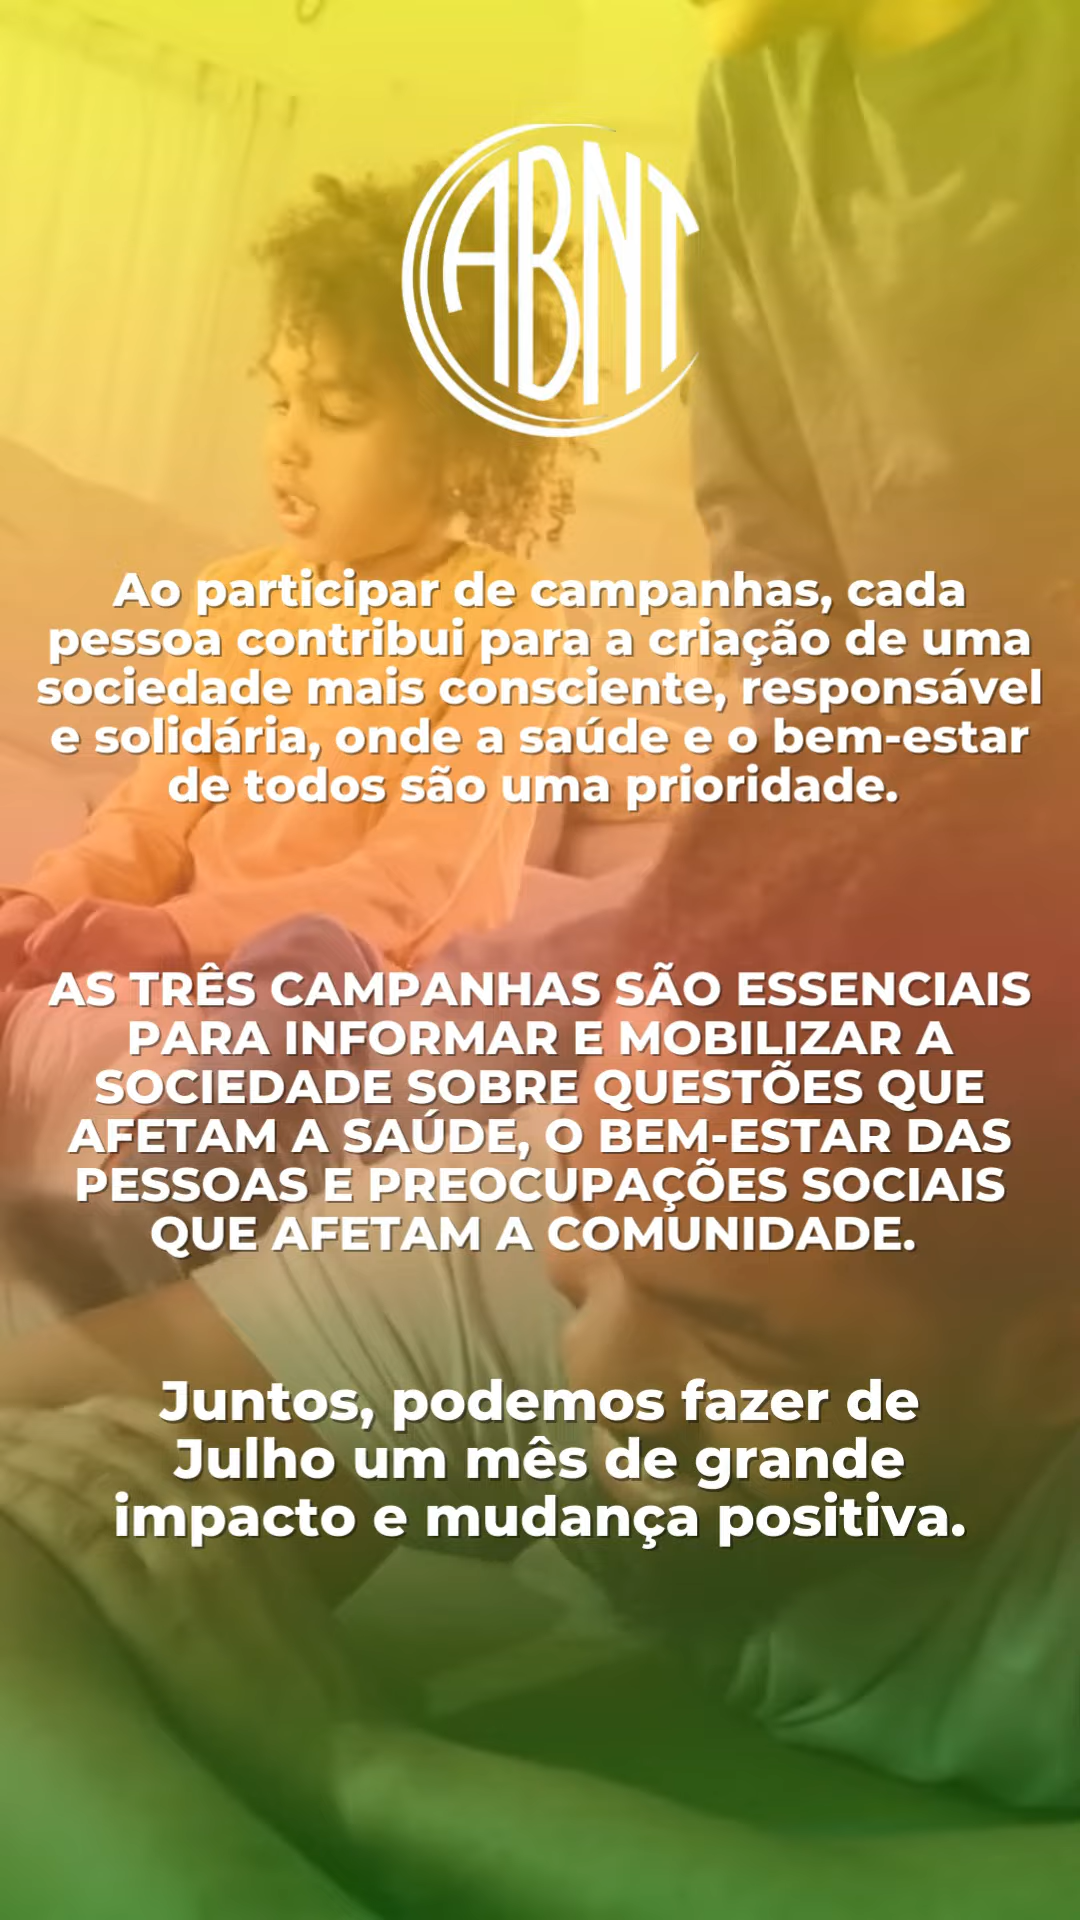 ABNT
Ao participar de campanhas, cada
pessoa contribui para a criação de uma
sociedade mais consciente, responsável
e solidária, onde a saúde e o bem-estar
de todos são uma prioridade.
AS TRÊS CAMPANHAS SÃO ESSENCIAIS
PARA INFORMAR E MOBILIZAR A
SOCIEDADE SOBRE QUESTÕES QUE
AFETAM A SAÚDE, O BEM-ESTAR DAS
PESSOAS E PREOCUPAÇÕES SOCIAIS
QUE AFETAM A COMUNIDADE.
Juntos, podemos fazer de
Julho um mês de grande
impacto e mudança positiva.